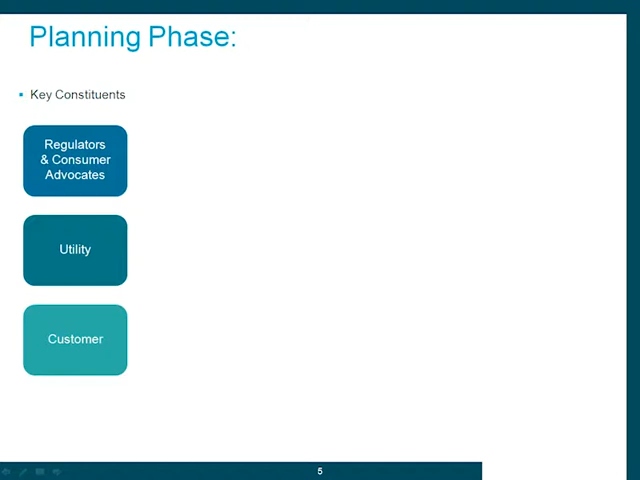 Planning Phase:
Key Constituents
Regulators
& Consumer
Advocates
Utility
Customer
5